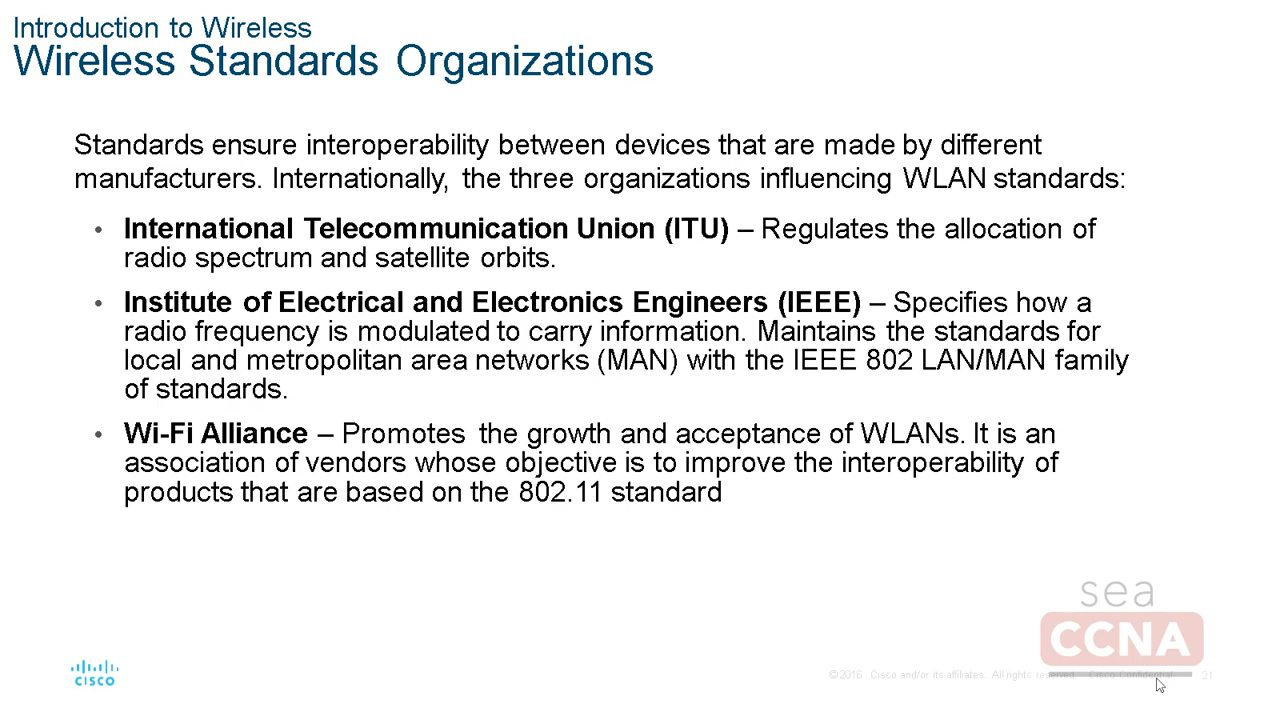 Introduction to Wireless
Wireless Standards Organizations
Standards ensure interoperability between devices that are made by different
manufacturers. Internationally, the three organizations influencing WLAN standards:
• International Telecommunication Union (ITU) – Regulates the allocation of
radio spectrum and satellite orbits.
• Institute of Electrical and Electronics Engineers (IEEE) – Specifies how a
radio frequency is modulated to carry information. Maintains the standards for
local and metropolitan area networks (MAN) with the IEEE 802 LAN/MAN family
of standards.
• Wi-Fi Alliance – Promotes the growth and acceptance of WLANs. It is an
association of vendors whose objective is to improve the interoperability of
products that are based on the 802.11 standard
sea
CCNA
CISCO
© 2016 Cisco and/or its affiliates. All rights reserved. Cisco Confidential 21